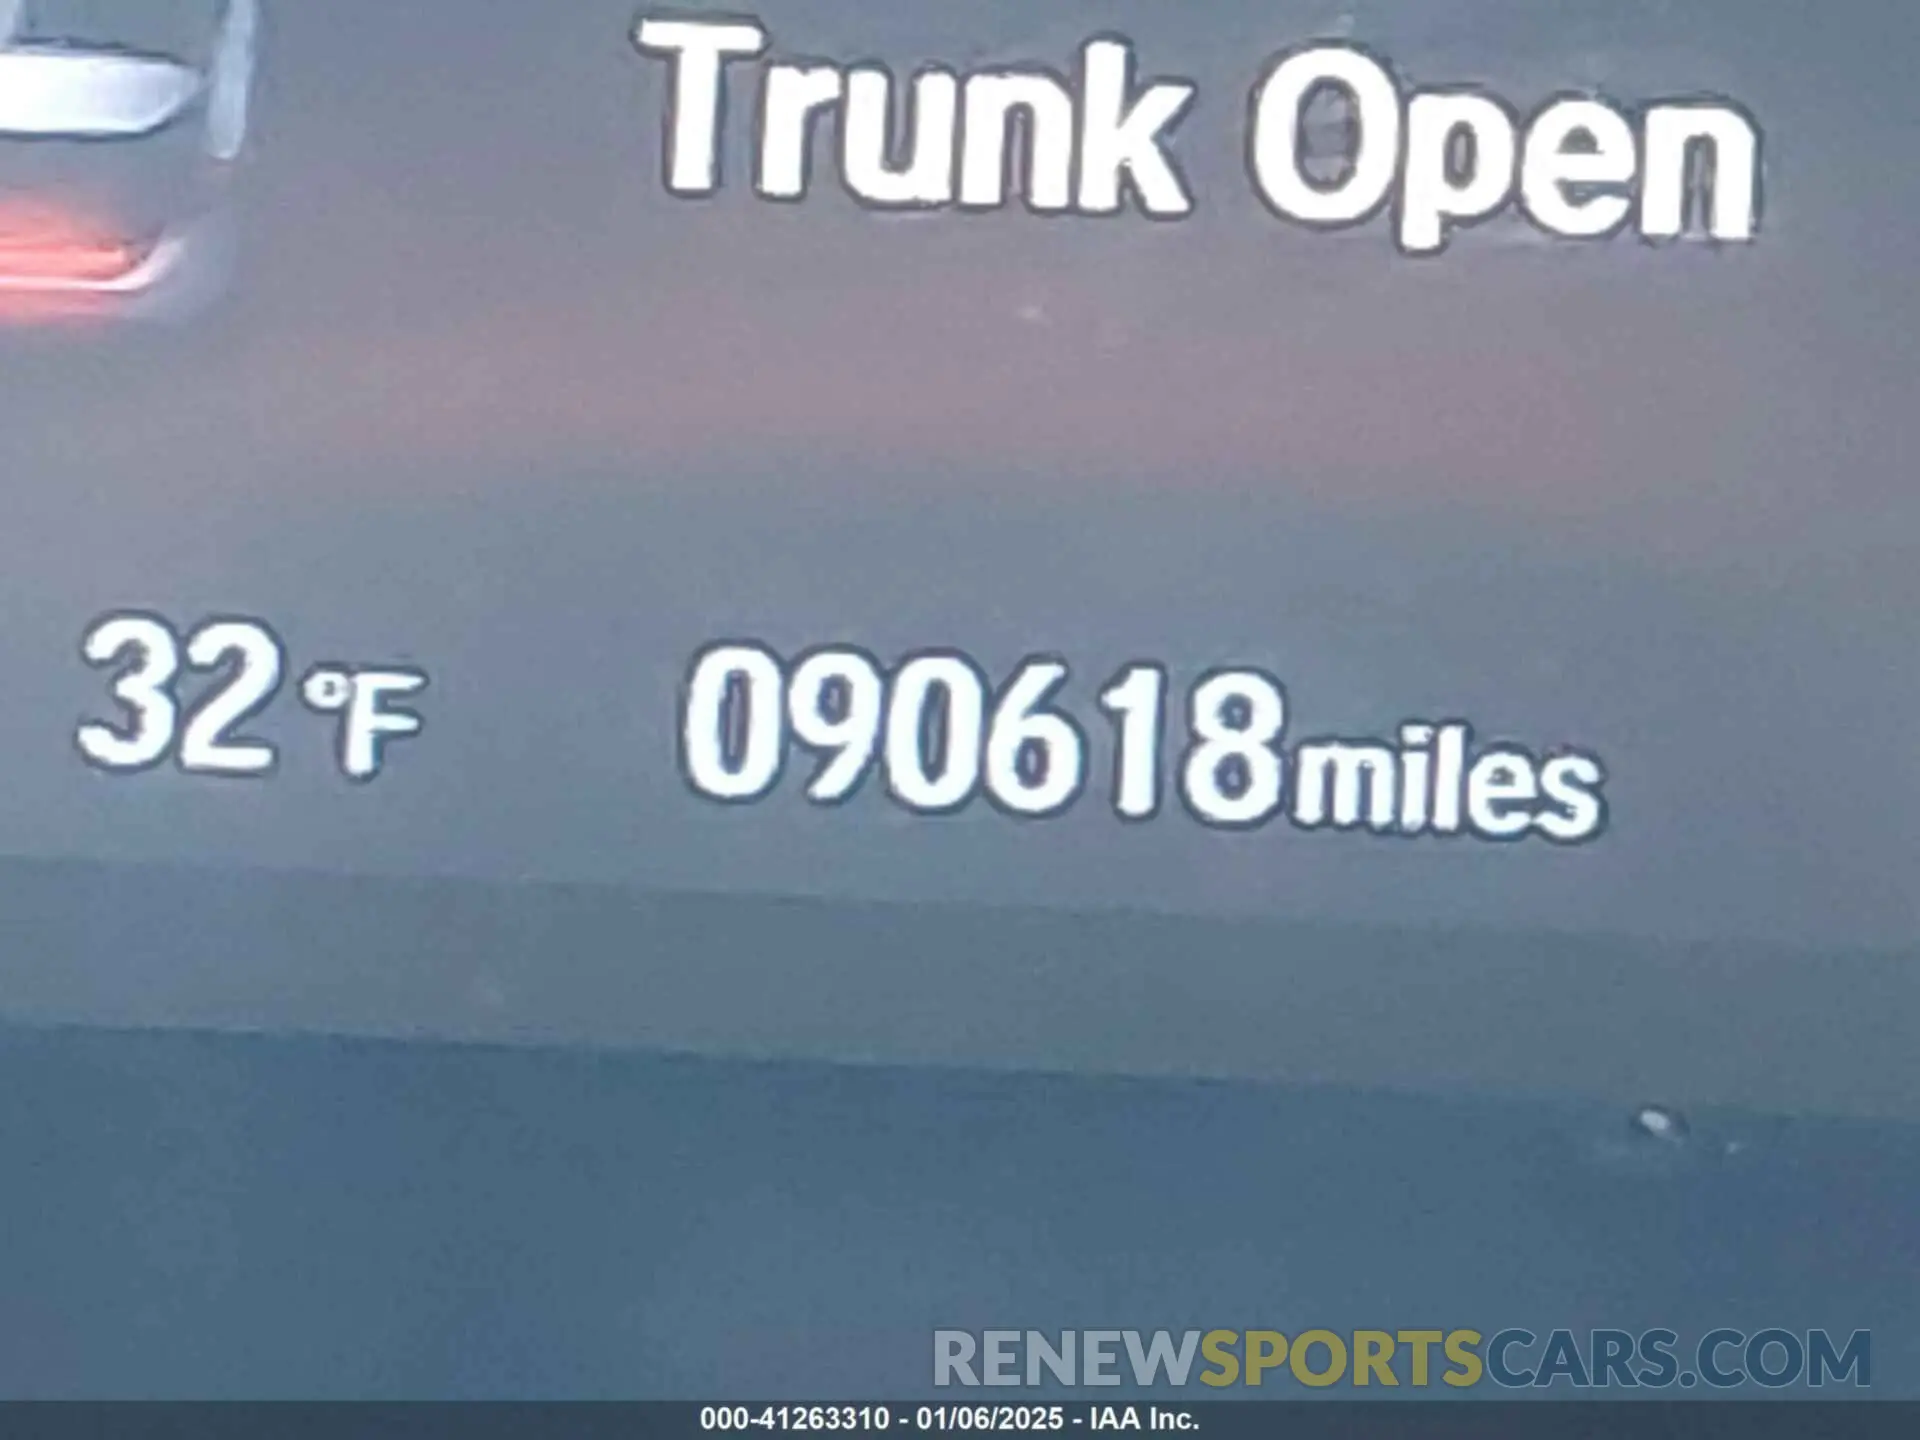 Trunk Open
32 °F 090618 miles
RENEWSPORTSCARS.COM
000-41263310 - 01/06/2025 - IAA Inc.